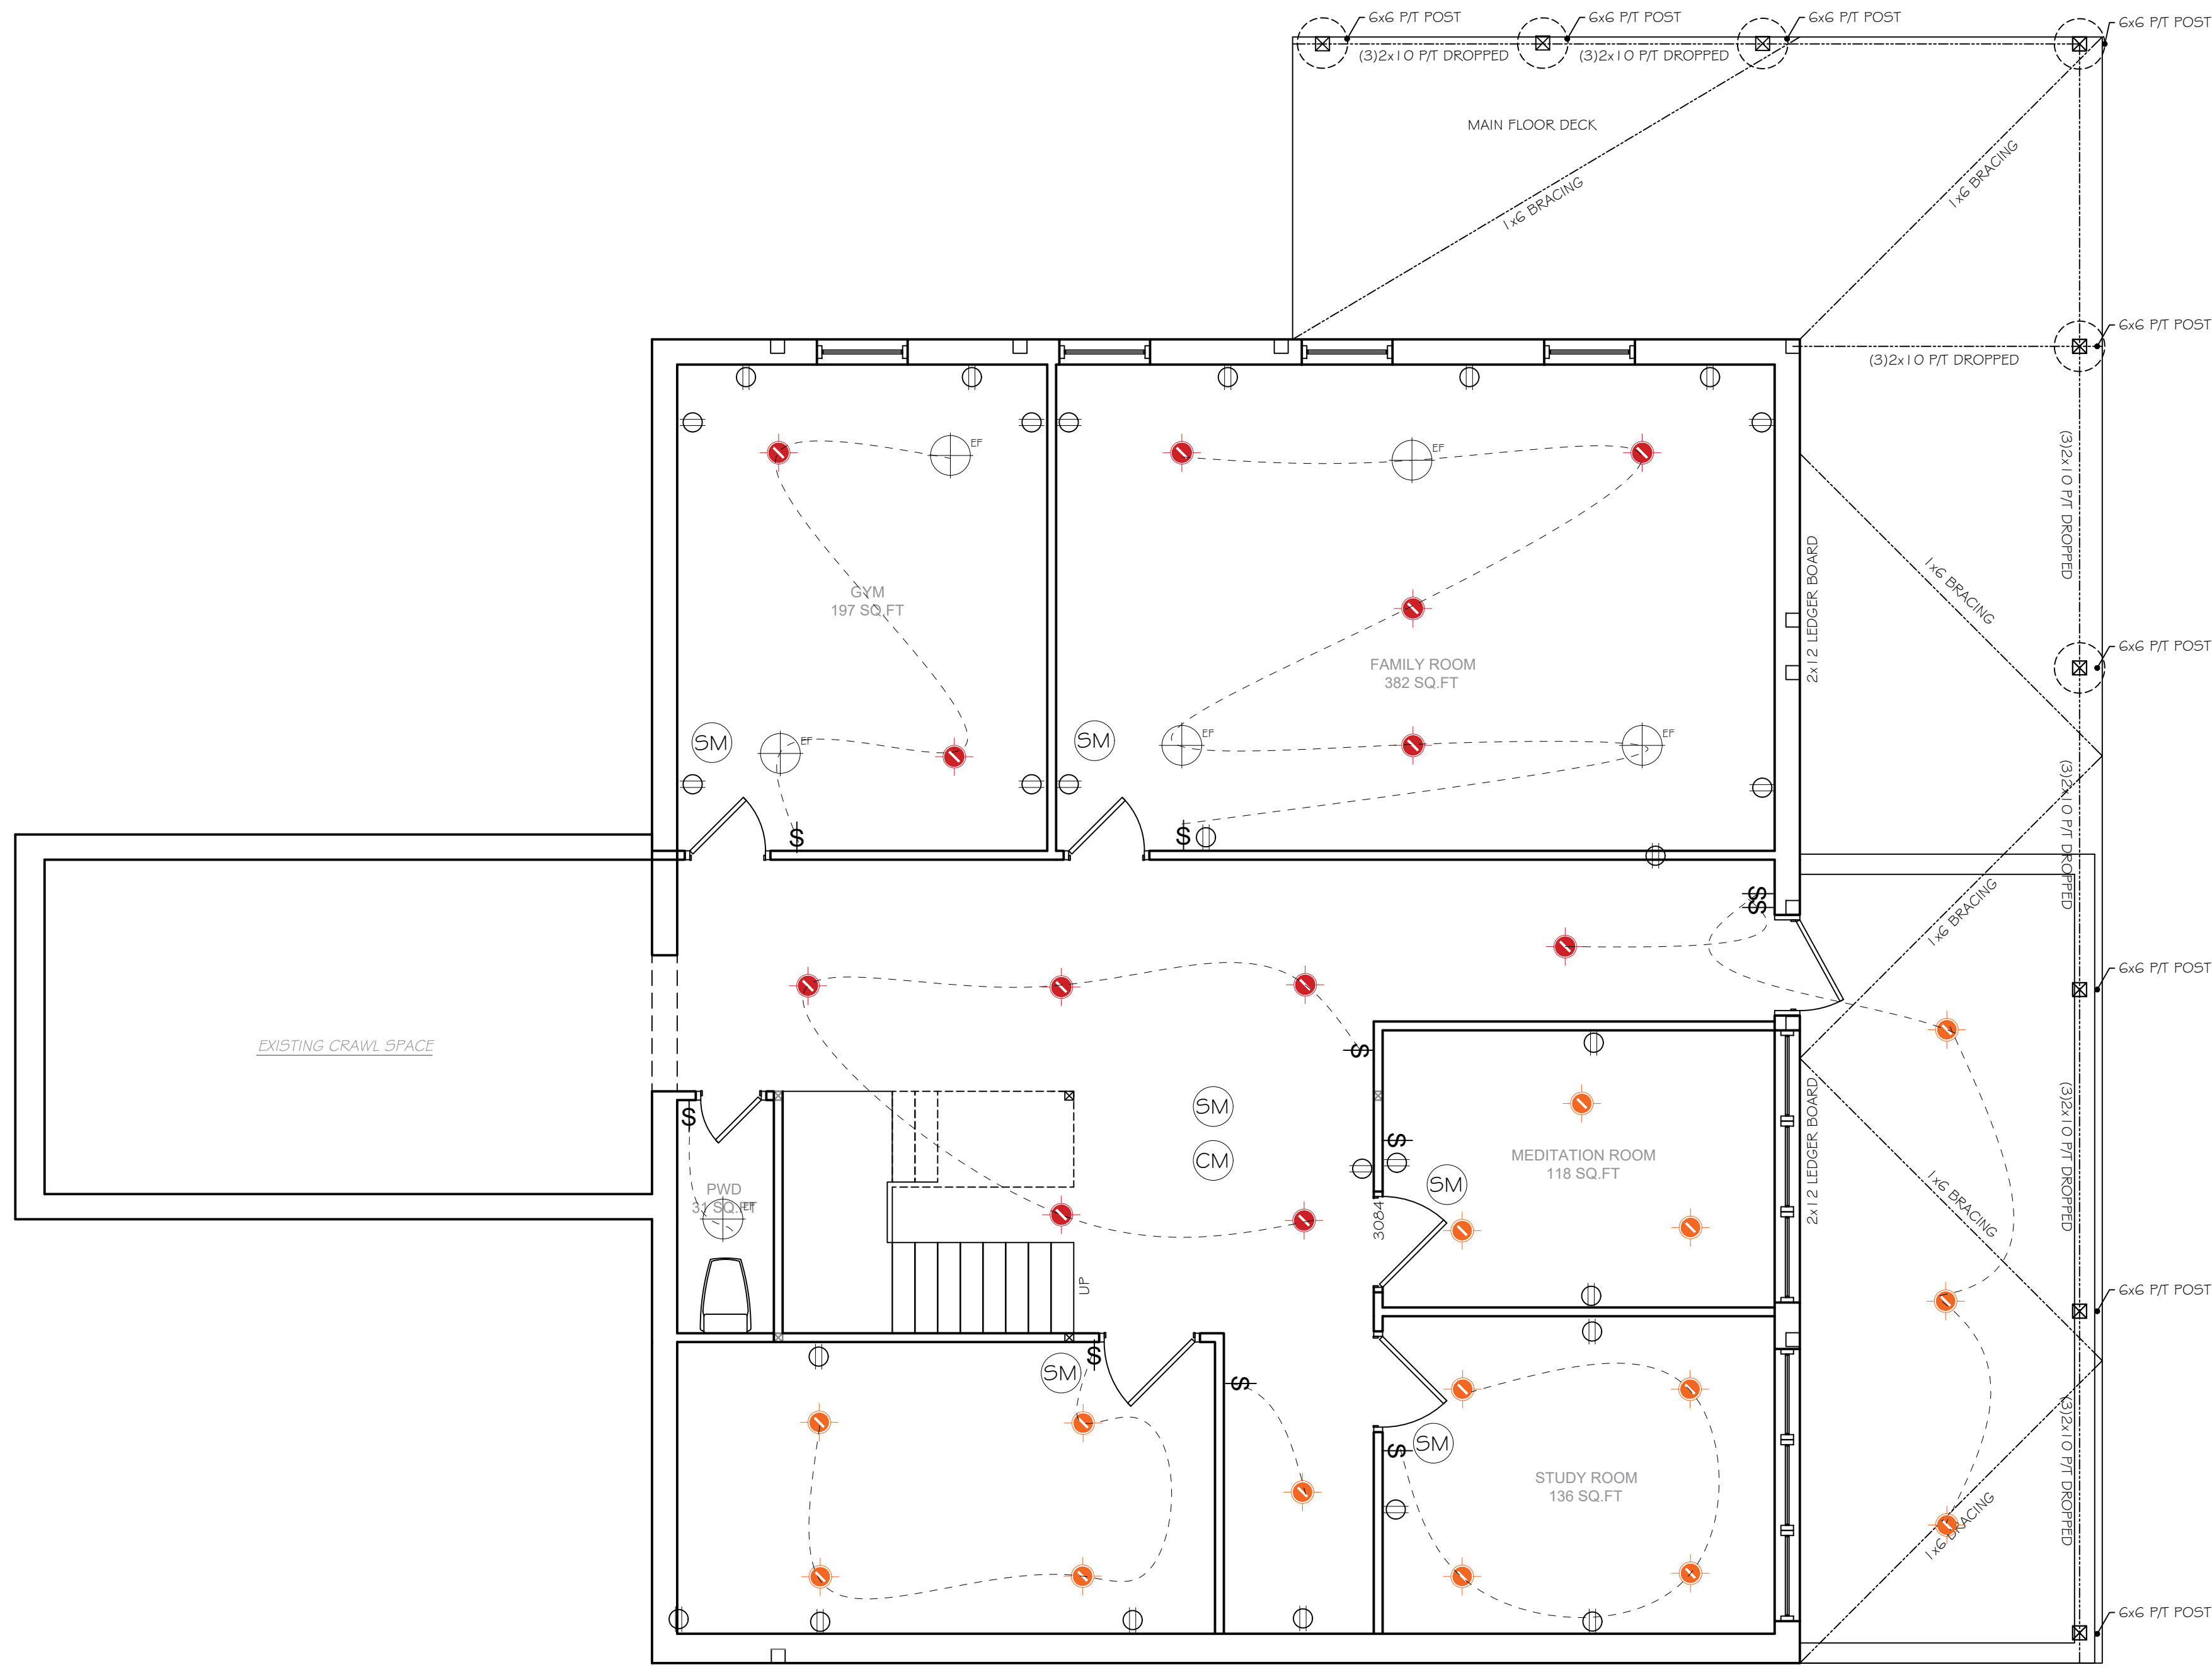 6x6 P/T POST
6x6 P/T POST
6x6 P/T POST
6x6 P/T POST
(3)2x10 P/T DROPPED
(3)2x10 P/T DROPPED
MAIN FLOOR DECK
1x6 BRACING
1x6 BRACING
6x6 P/T POST
(3)2x10 P/T DROPPED
EF
EF
(3)2x10 P/T DROPPED
2x12 LEDGER BOARD
1x6 BRACING
GYM
197 SQ.FT
FAMILY ROOM
382 SQ.FT
6x6 P/T POST
SM
EF
SM
EF
EF
(3)2x10 P/T DROPPED
$
$
$
$
1x6 BRACING
6x6 P/T POST
EXISTING CRAWL SPACE
$
SM
CM
$
$
2x12 LEDGER BOARD
(3)2x10 P/T DROPPED
MEDITATION ROOM
118 SQ.FT
SM
PWD
31 SQ.FT
EF
3084
1x6 BRACING
UP
6x6 P/T POST
$
SM
$
$
SM
STUDY ROOM
136 SQ.FT
(3)2x10 P/T DROPPED
1x6 BRACING
6x6 P/T POST